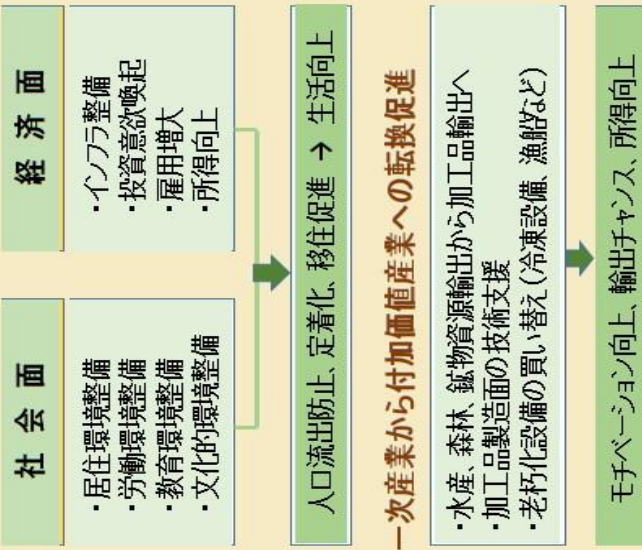 社会面
・居住環境整備
・労働環境整備
・教育環境整備
・文化的環境整備
経済面
・インフラ整備
・投資意欲喚起
・雇用増大
・所得向上
人口流出防止、定着化、移住促進 → 生活向上
一次産業から付加価値産業への転換促進
・水産、森林、鉱物資源輸出から加工品輸出へ
・加工品製造面の技術支援
・老朽化設備の買い替え(冷凍設備、漁船など)
モチベーション向上、輸出チャンス、所得向上